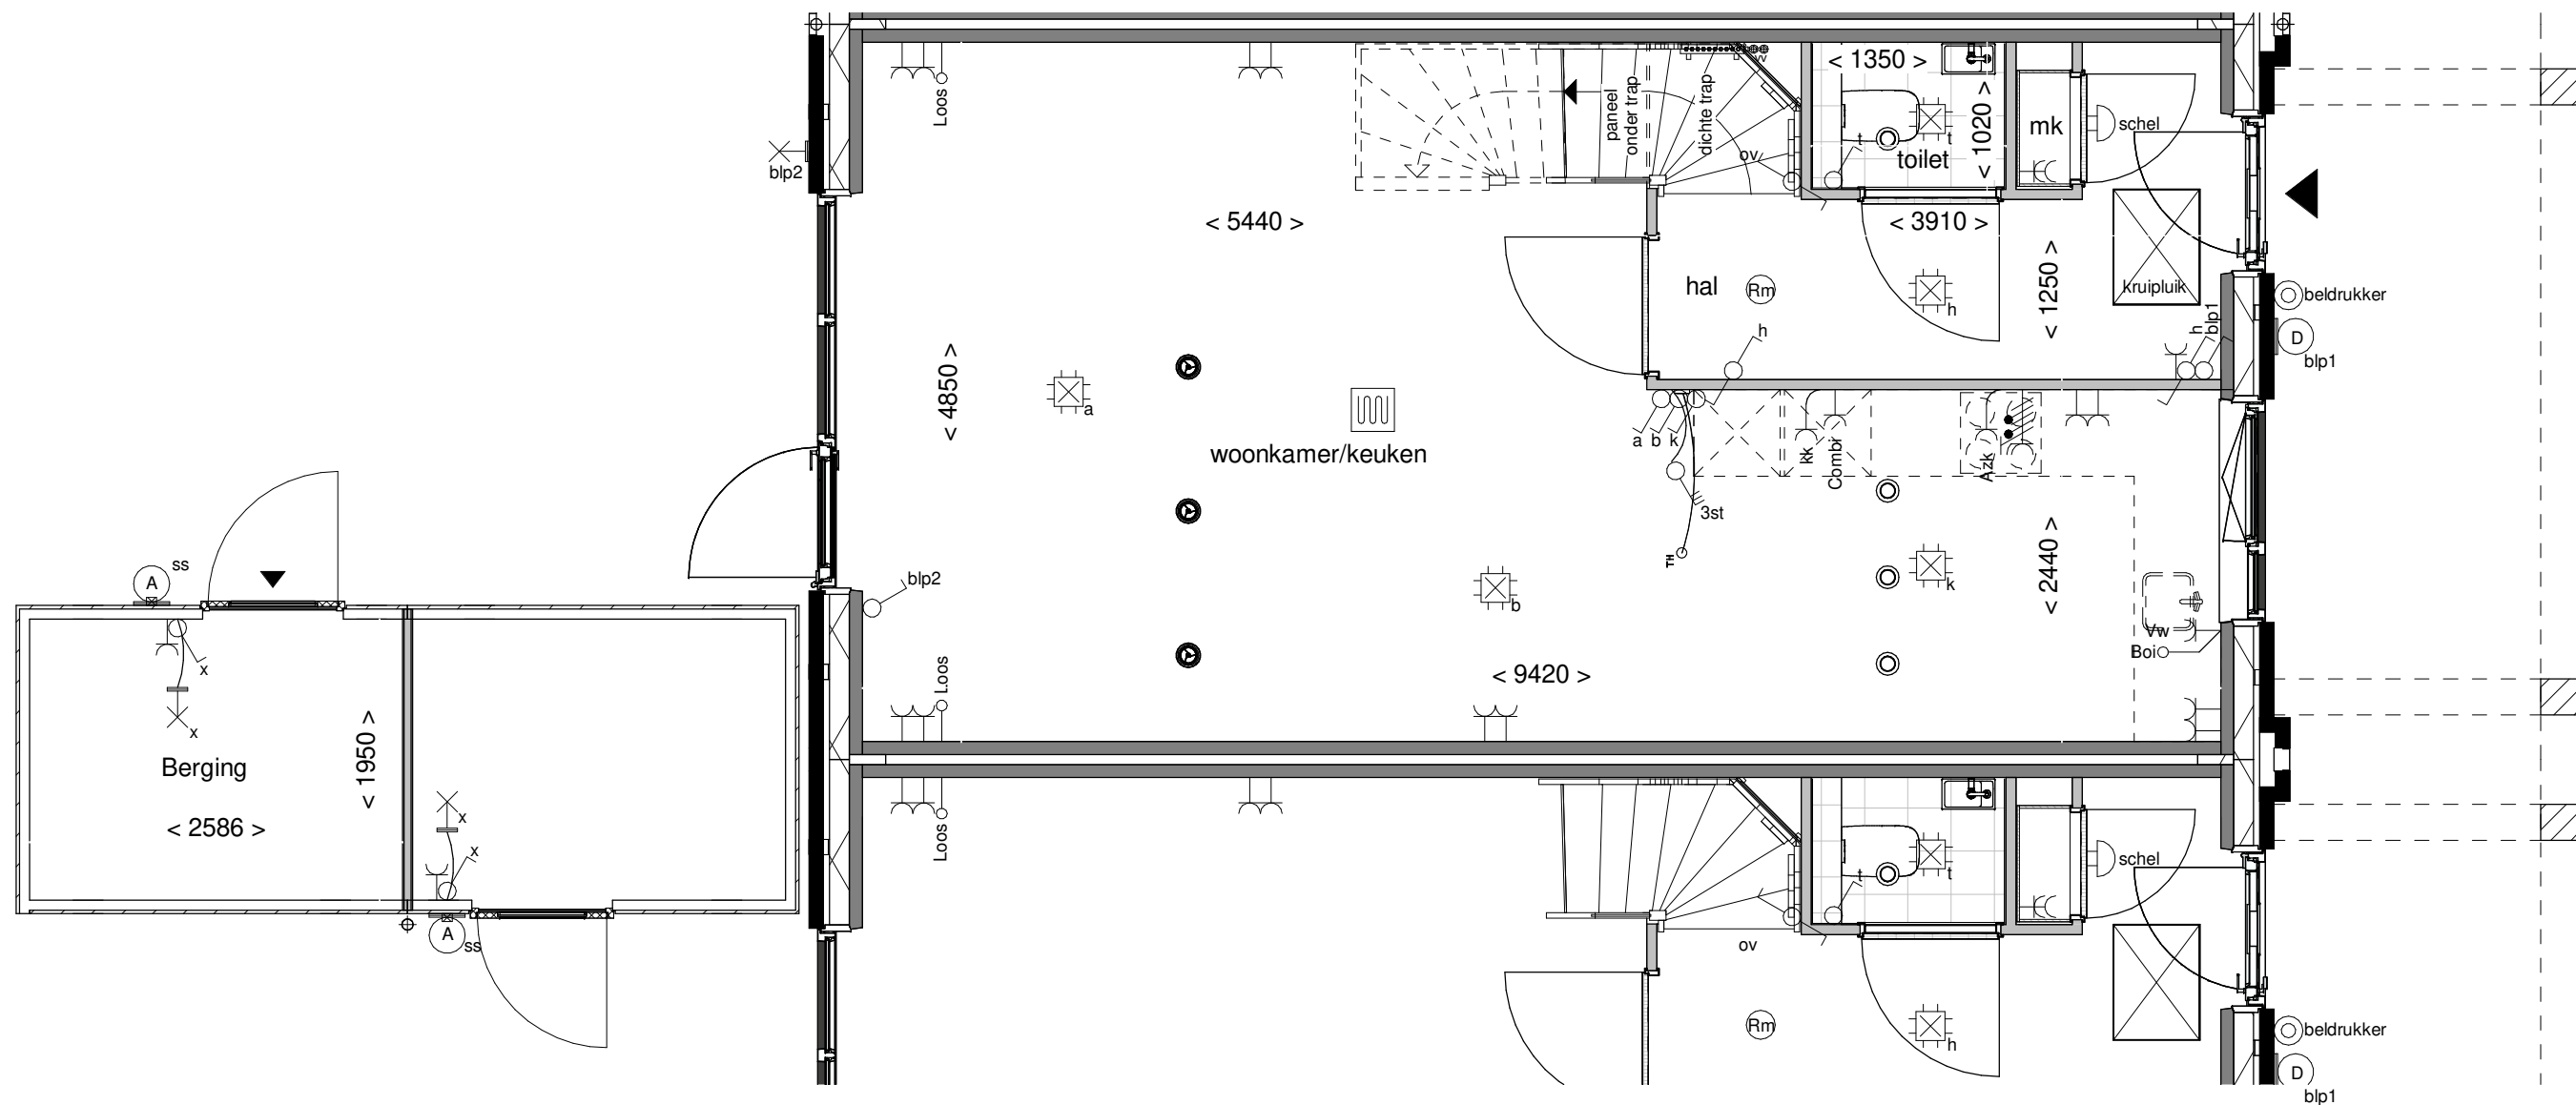 < 1350 >
Loos
paneel
onder trap
dichte trap
< 1020 >
mk
schel
blp2
ov
t
toilet
t
< 5440 >
< 3910 >
hal
Rm
h
< 1250 >
kruipluik
beldrukker
D
blp1
h
blp1
h
< 4850 >
a
woonkamer/keuken
a b k
kk
Combi
Azk
3st
TH
< 2440 >
k
b
Vw
Boi
A
ss
blp2
x
x
Loos
< 9420 >
Berging
< 1950 >
< 2586 >
x
x
A
ss
Loos
t
t
schel
ov
Rm
h
beldrukker
D
blp1